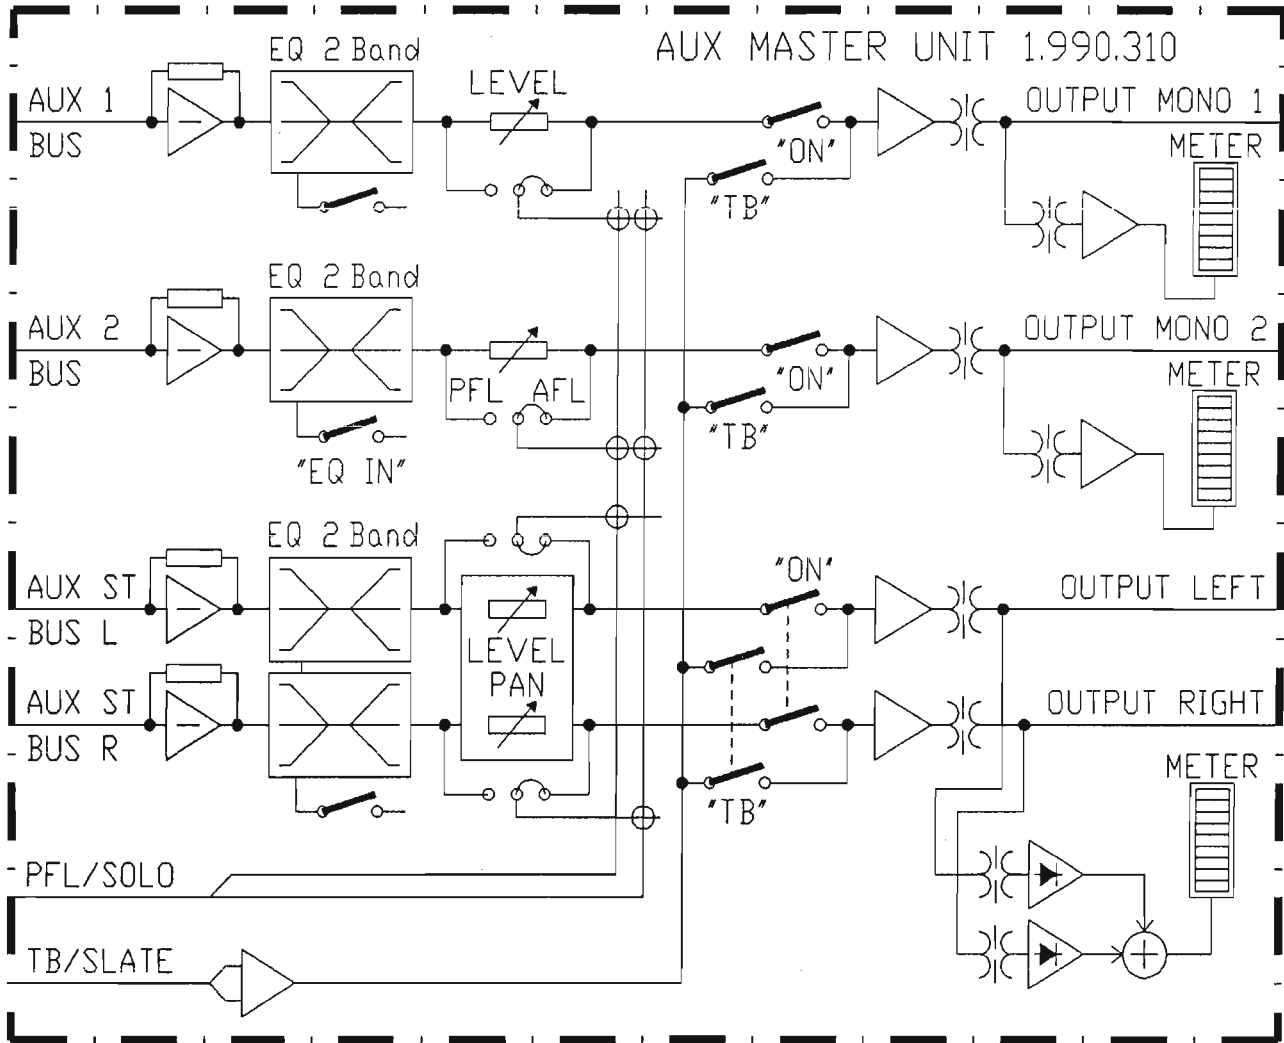 AUX MASTER UNIT 1.990.310
EQ 2 Band
LEVEL
AUX 1
BUS
OUTPUT MONO 1
METER
"ON"
"TB"
EQ 2 Band
AUX 2
BUS
OUTPUT MONO 2
METER
PFL
AFL
"ON"
"TB"
"EQ IN"
EQ 2 Band
AUX ST
BUS L
"ON"
OUTPUT LEFT
LEVEL
PAN
AUX ST
BUS R
OUTPUT RIGHT
METER
"TB"
PFL/SOLO
TB/SLATE